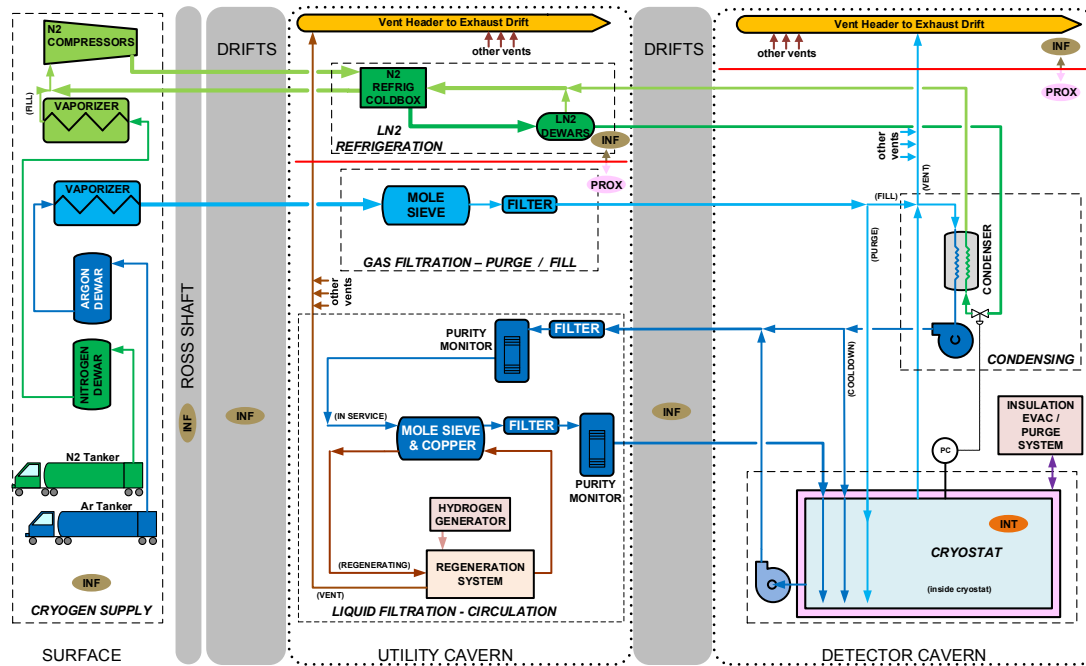 N2
COMPRESSORS
(FILL)
VAPORIZER
VAPORIZER
ARGON
DEWAR
NITROGEN
DEWAR
N2 Tanker
Ar Tanker
INF
CRYOGEN SUPPLY
SURFACE
ROSS SHAFT
INF
DRIFTS
INF
Vent Header to Exhaust Drift
other vents
N2
REFRIG
COLDBOX
LN2
DEWARS
LN2
REFRIGERATION
INF
PROX
MOLE
SIEVE
FILTER
GAS FILTRATION – PURGE / FILL
other
vents
PURITY
MONITOR
FILTER
(IN SERVICE)
MOLE SIEVE
& COPPER
FILTER
PURITY
MONITOR
HYDROGEN
GENERATOR
(REGENERATING)
REGENERATION
SYSTEM
(VENT)
LIQUID FILTRATION - CIRCULATION
UTILITY CAVERN
DRIFTS
INF
Vent Header to Exhaust Drift
other vents
INF
PROX
other
vents
(VENT)
(FILL)
(PURGE)
CONDENSER
CONDENSING
(COOLDOWN)
INSULATION
EVAC /
PURGE
SYSTEM
PC
INT
CRYOSTAT
(inside cryostat)
DETECTOR CAVERN